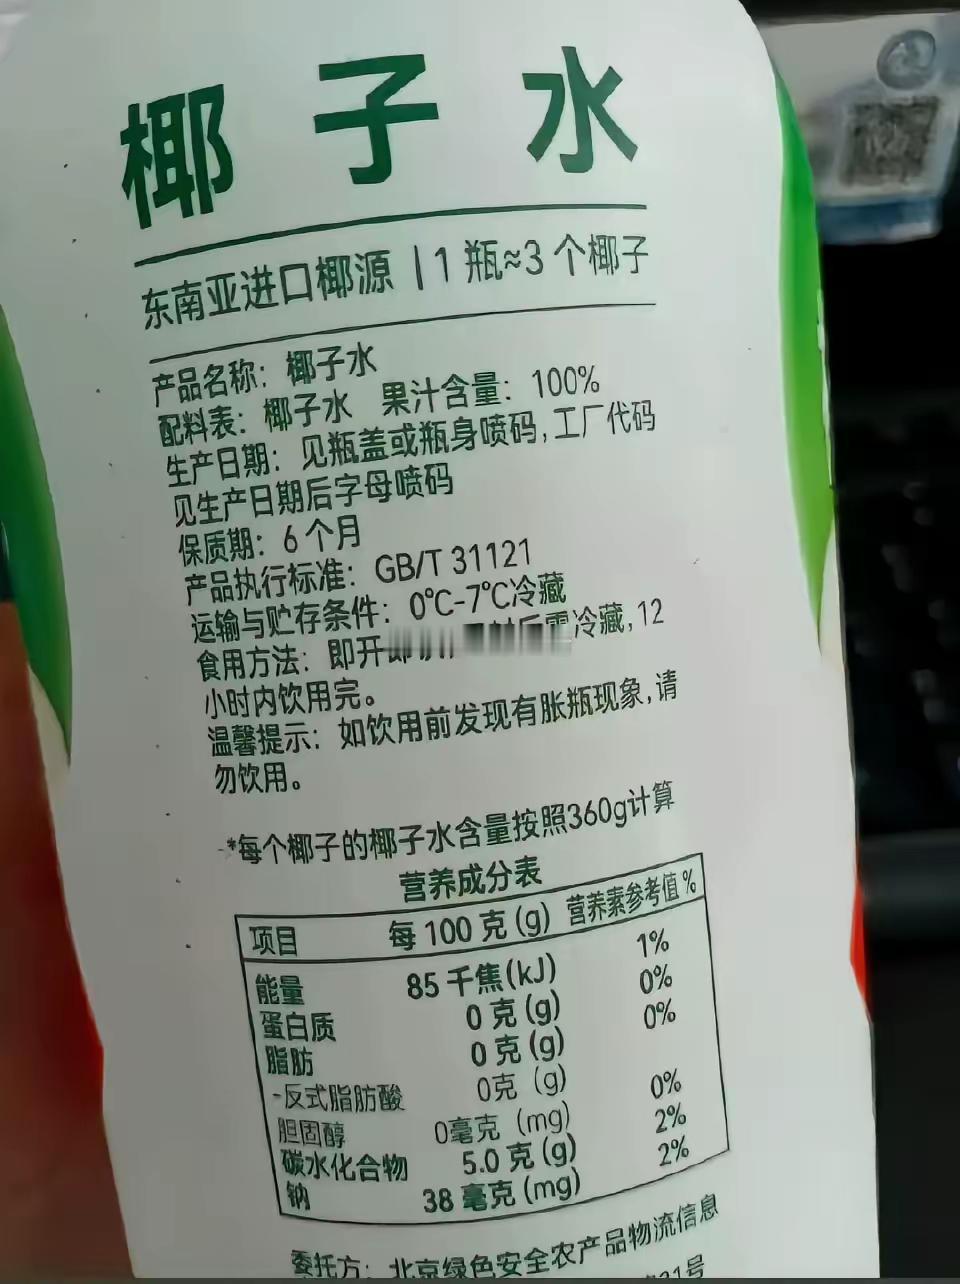 椰子水
东南亚进口椰源 | 1 瓶≈3 个椰子
产品名称：椰子水
配料表：椰子水 果汁含量：100%
生产日期：见瓶盖或瓶身喷码，工厂代码
见生产日期后字母喷码
保质期：6个月
产品执行标准：GB/T 31121
运输与贮存条件：0℃-7℃冷藏
食用方法：即开 冷藏，12
小时内饮用完。
温馨提示：如饮用前发现有胀瓶现象，请
勿饮用。
*每个椰子的椰子水含量按照360g计算
营养成分表
项目 每 100 克 (g) 营养素参考值 %
能量 85 千焦(kJ) 1%
蛋白质 0 克 (g) 0%
脂肪 0 克 (g) 0%
-反式脂肪酸 0克 (g)
胆固醇 0毫克 (mg) 0%
碳水化合物 5.0 克 (g) 2%
钠 38 毫克 (mg) 2%
委托方：北京绿色安全农产品物流信息